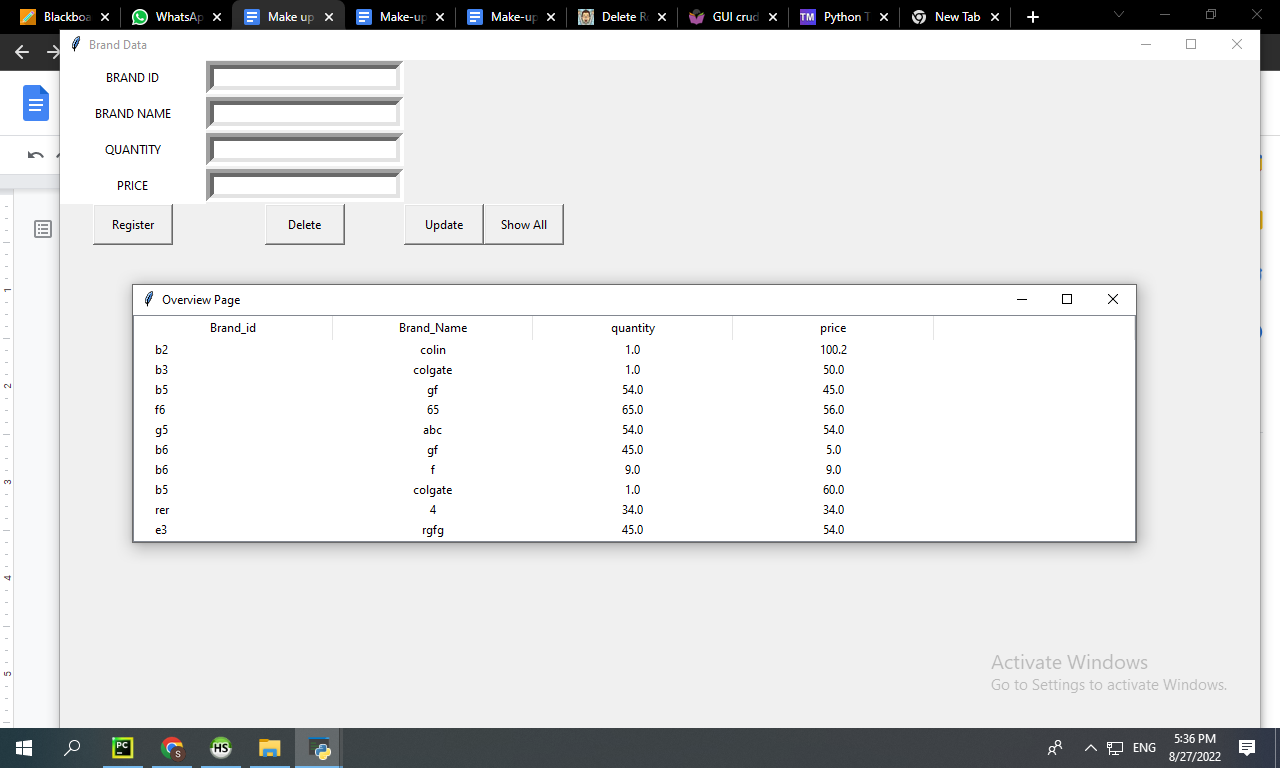 Blackboa WhatsAp Make up Make-up Make-up Delete R GUI crud Python T New Tab
Brand Data
BRAND ID
BRAND NAME
QUANTITY
PRICE
Register Delete Update Show All
Overview Page
Brand_id Brand_Name quantity price
b2 colin 1.0 100.2
b3 colgate 1.0 50.0
b5 gf 54.0 45.0
f6 65 65.0 56.0
g5 abc 54.0 54.0
b6 gf 45.0 5.0
b6 f 9.0 9.0
b5 colgate 1.0 60.0
rer 4 34.0 34.0
e3 rgfg 45.0 54.0
1
2
3
4
5
Activate Windows
Go to Settings to activate Windows.
PC HS S ENG
5:36 PM
8/27/2022